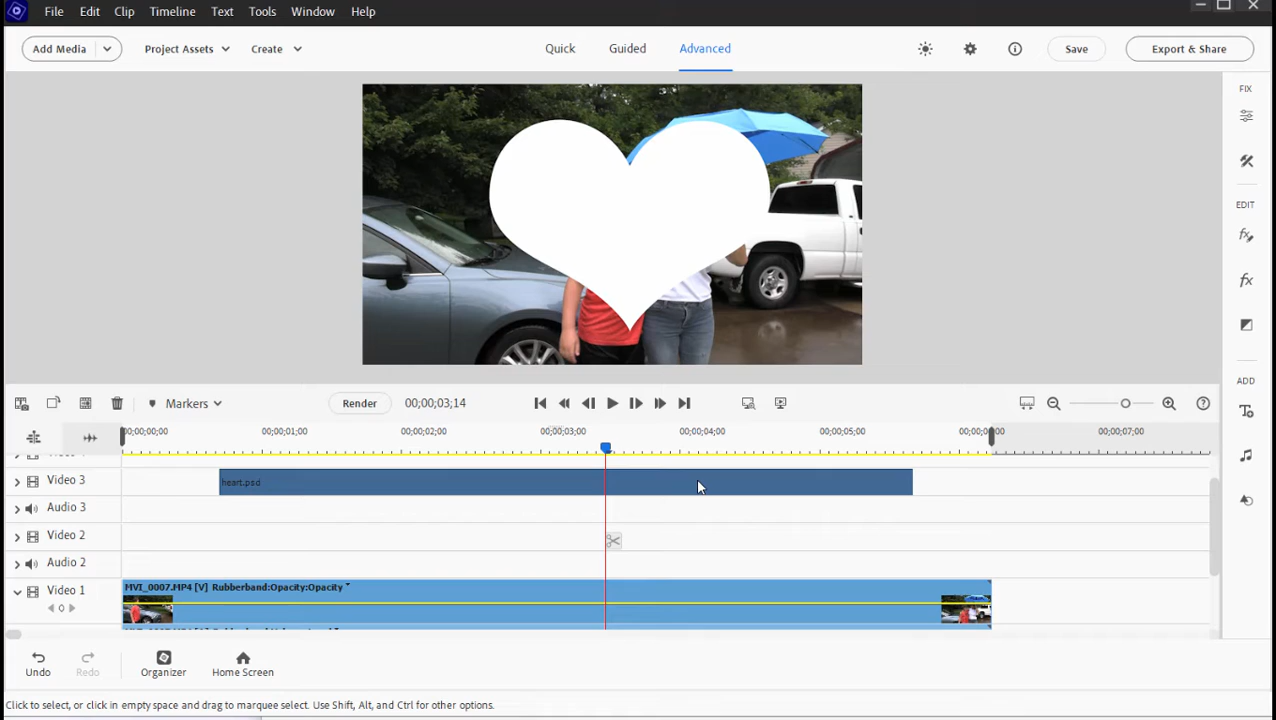 File Edit Clip Timeline Text Tools Window Help
Add Media Project Assets Create Quick Guided Advanced Save Export & Share
FIX
EDIT
ADD
Markers Render 00;00;03;14
;00;00;00;00 00;00;01;00 00;00;02;00 00;00;03;00 00;00;04;00 00;00;05;00 00;00;06;00 00;00;07;00
Video 3 heart.psd
Audio 3
Video 2
Audio 2
Video 1 MVI_0007.MP4 [V] Rubberband:Opacity:Opacity
Undo Redo Organizer Home Screen
Click to select, or click in empty space and drag to marquee select. Use Shift, Alt, and Ctrl for other options.